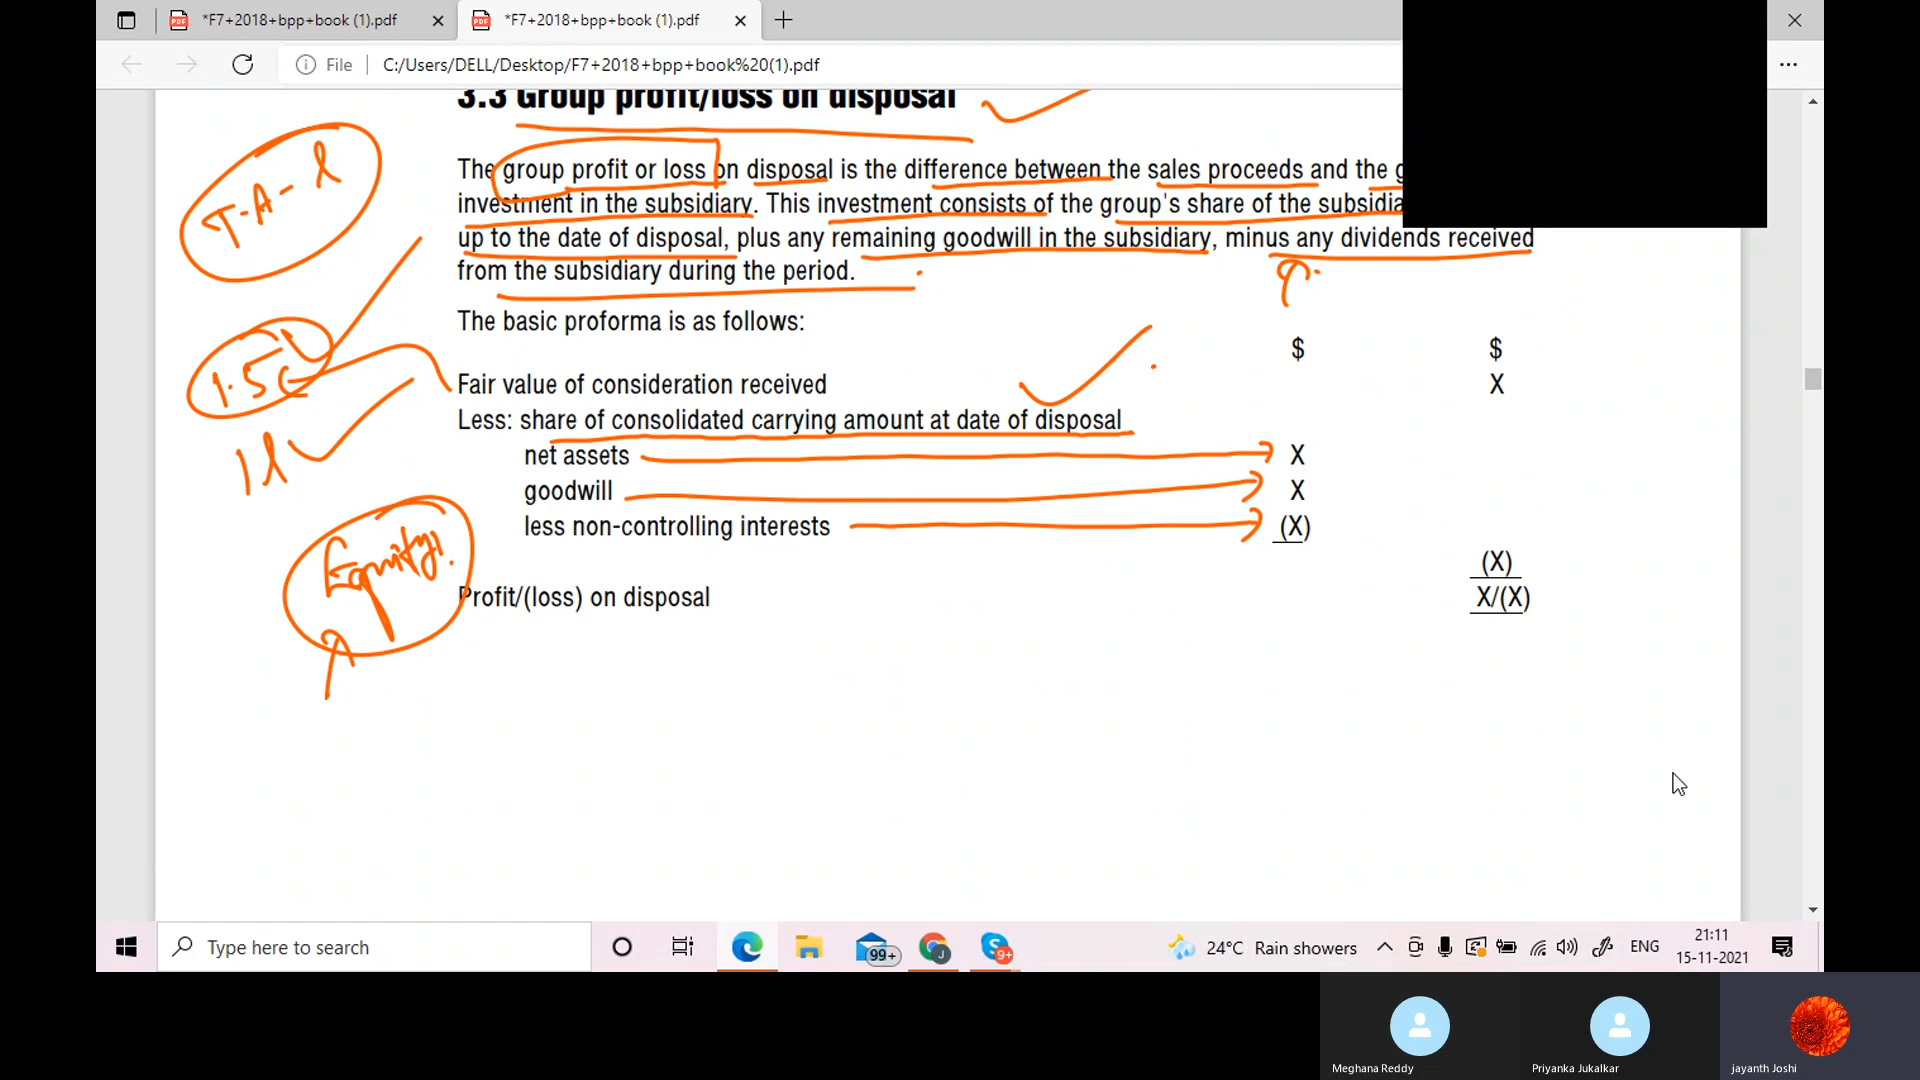 *F7+2018+bpp+book (1).pdf
*F7+2018+bpp+book (1).pdf
File
C:/Users/DELL/Desktop/F7+2018+bpp+book%20(1).pdf
3.3 Group profit/loss on disposal
T-A-l
The group profit or loss on disposal is the difference between the sales proceeds and the
investment in the subsidiary. This investment consists of the group's share of the
up to the date of disposal, plus any remaining goodwill in the subsidiary, minus any dividends received
from the subsidiary during the period.
The basic proforma is as follows:
$ $
Fair value of consideration received X
Less: share of consolidated carrying amount at date of disposal
net assets X
goodwill X
less non-controlling interests (X)
Equity
(X)
Profit/(loss) on disposal X/(X)
Type here to search
99+
J
9+
24°C Rain showers
ENG
21:11
15-11-2021
Meghana Reddy
Priyanka Jukalkar
jayanth Joshi